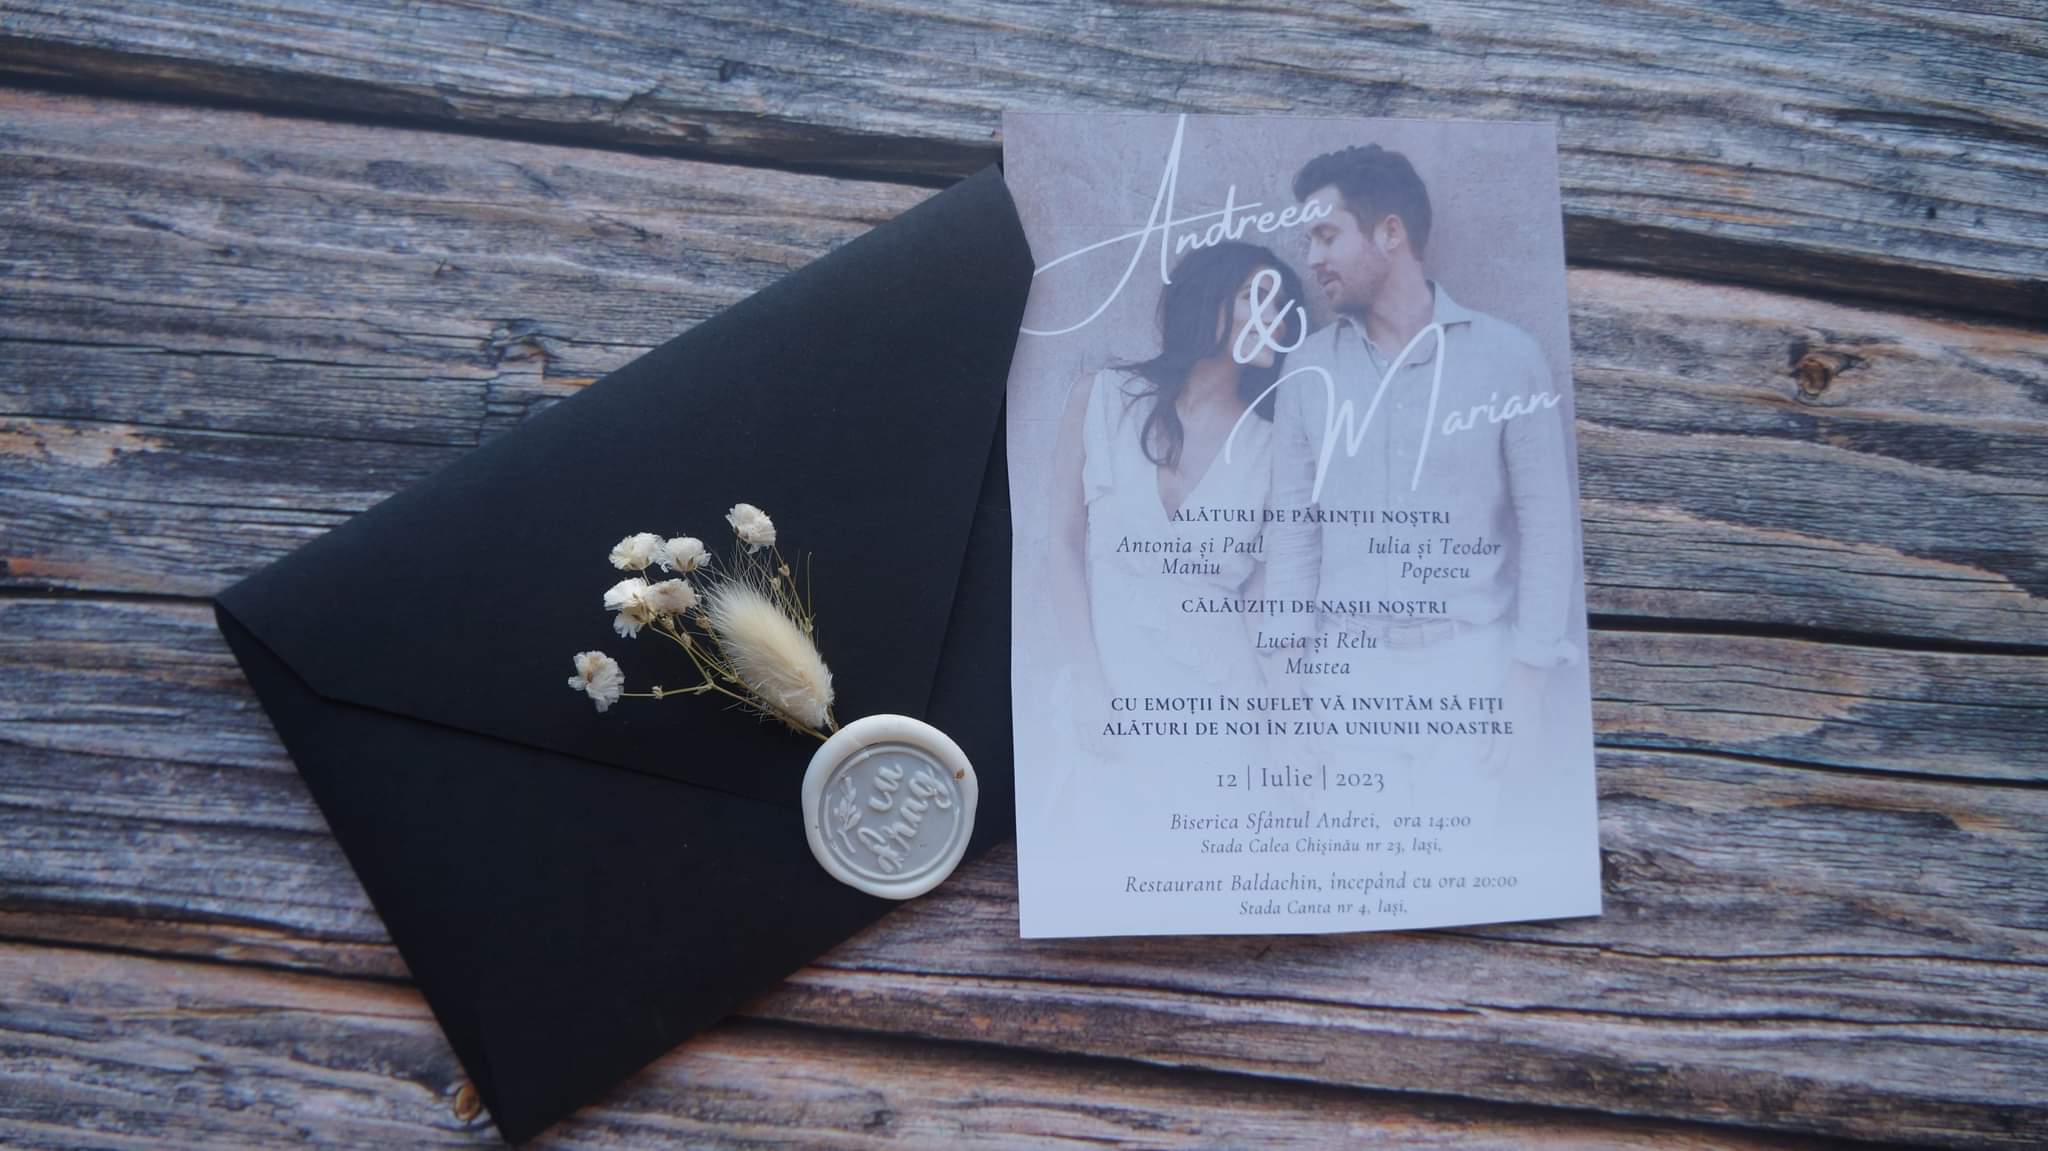 Andreea
&
Marian
ALĂTURI DE PĂRINȚII NOȘTRI
Antonia și Paul
Maniu
Iulia și Teodor
Popescu
CĂLĂUZIȚI DE NAȘII NOȘTRI
Lucia și Relu
Mustea
CU EMOȚII ÎN SUFLET VĂ INVITĂM SĂ FIȚI
ALĂTURI DE NOI ÎN ZIUA UNIUNII NOASTRE
12 | Iulie | 2023
Biserica Sfântul Andrei, ora 14:00
Stada Calea Chișinău nr 23, Iași,
Restaurant Baldachin, începând cu ora 20:00
Stada Canta nr 4, Iași,
cu
drag